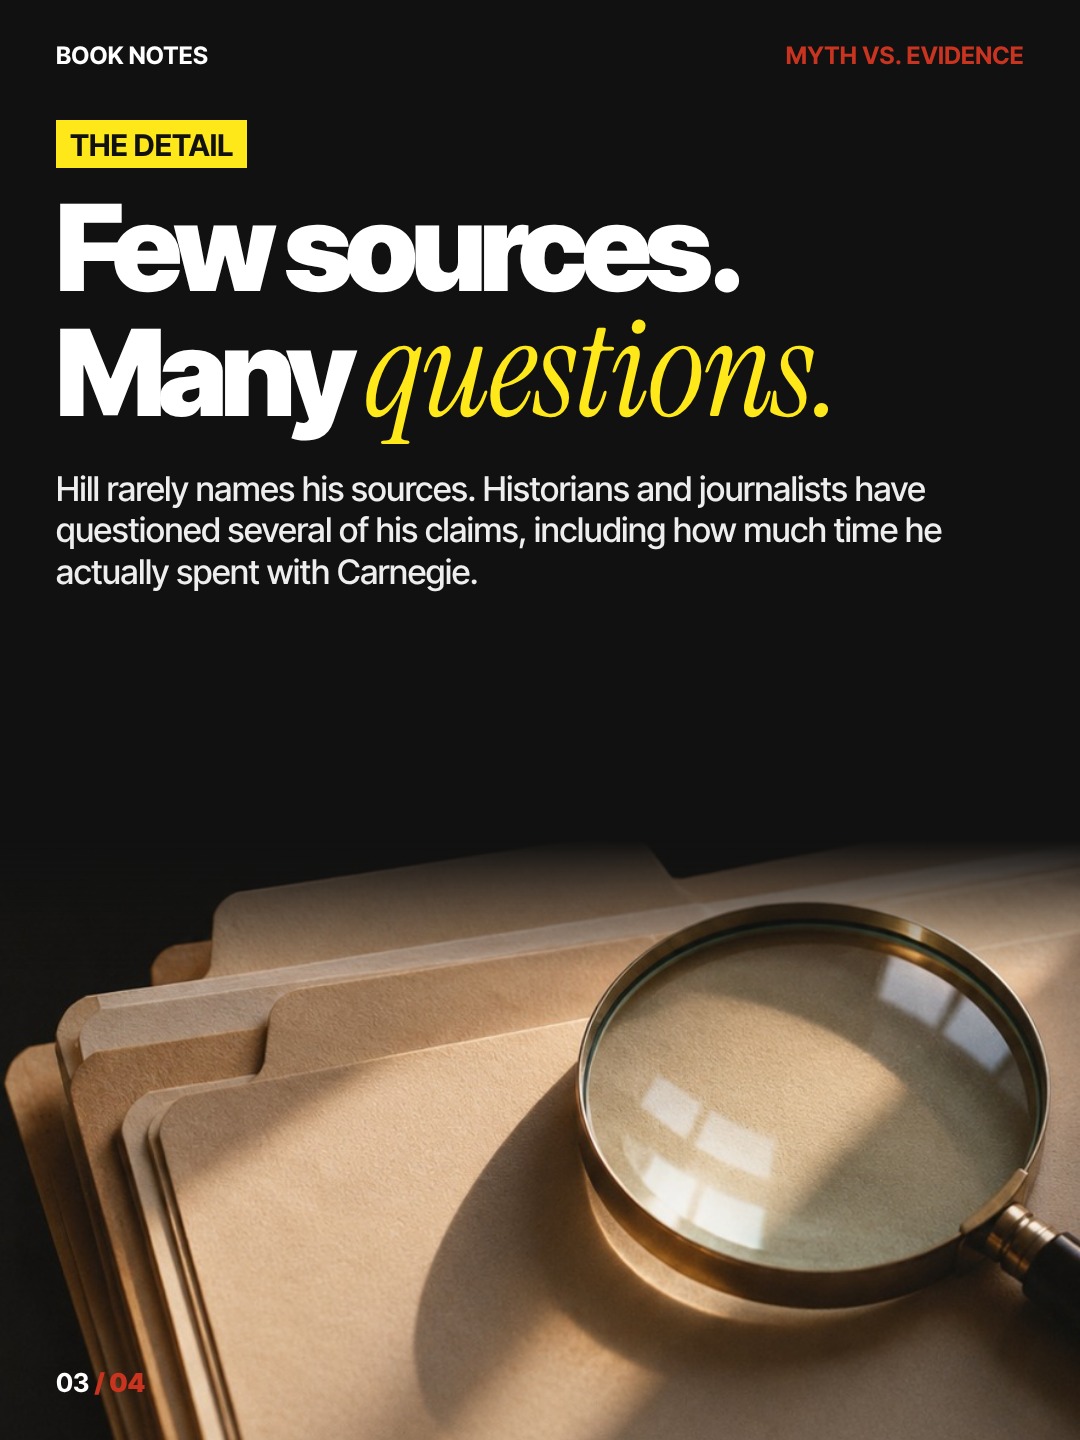 BOOK NOTES
MYTH VS. EVIDENCE
THE DETAIL
Few sources.
Many questions.
Hill rarely names his sources. Historians and journalists have
questioned several of his claims, including how much time he
actually spent with Carnegie.
03 / 04